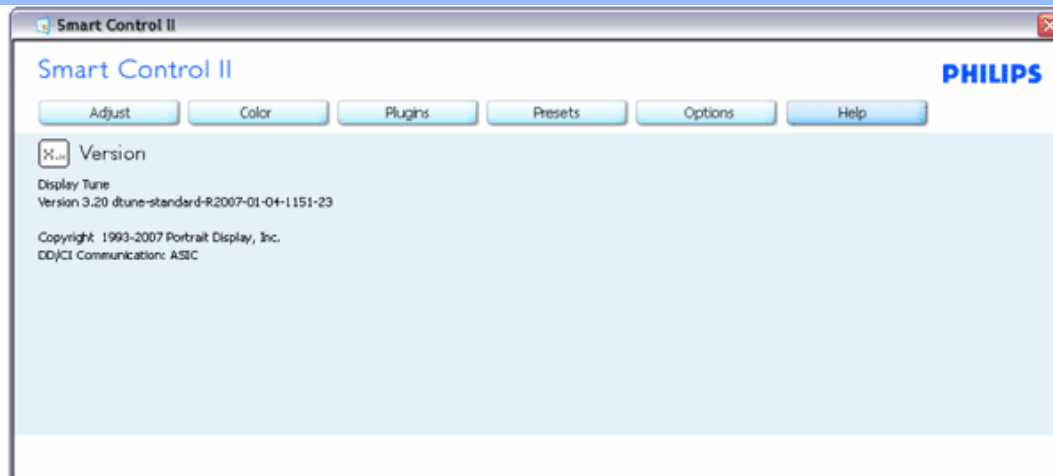 Smart Control II
Smart Control II
PHILIPS
Adjust Color Plugins Presets Options Help
Version
Display Tune
Version 3.20 dtune-standard-R2007-01-04-1151-23
Copyright 1993-2007 Portrait Display, Inc.
DD/CI Communication: ASIC